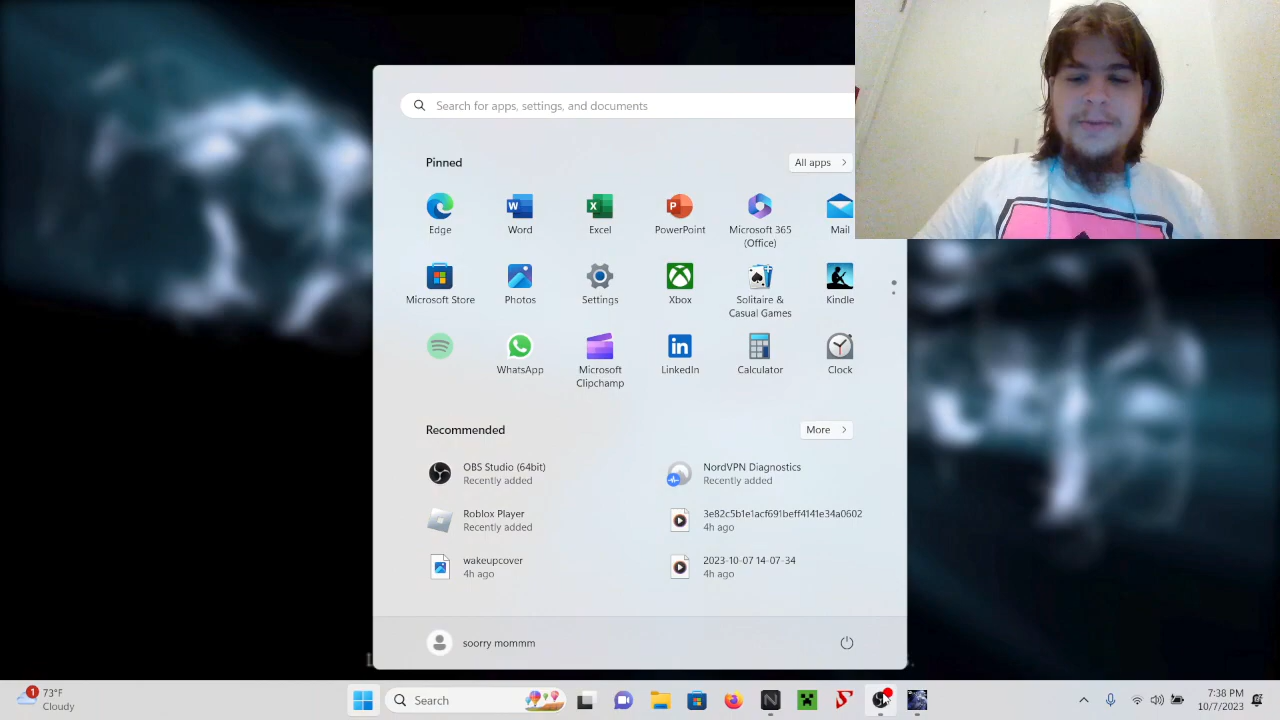 Search for apps, settings, and documents
Pinned
All apps
Edge
Word
Excel
PowerPoint
Microsoft 365
(Office)
Mail
Microsoft Store
Photos
Settings
Xbox
Solitaire &
Casual Games
Kindle
WhatsApp
Microsoft
Clipchamp
LinkedIn
Calculator
Clock
Recommended
More
OBS Studio (64bit)
Recently added
NordVPN Diagnostics
Recently added
Roblox Player
Recently added
3e82c5b1e1acf691beff4141e34a0602
4h ago
wakeupcover
4h ago
2023-10-07 14-07-34
4h ago
soorry mommm
1
73°F
Cloudy
Search
7:38 PM
10/7/2023